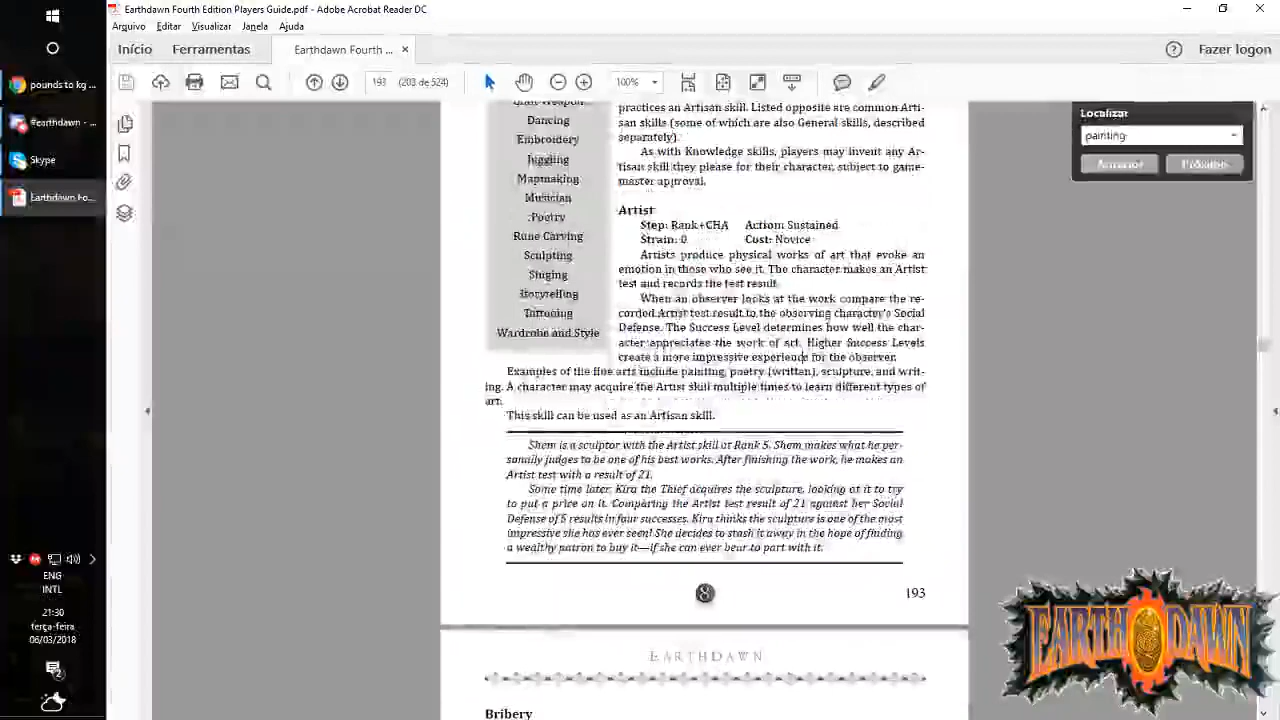 Earthdawn Fourth Edition Players Guide.pdf - Adobe Acrobat Reader DC
Arquivo Editar Visualizar Janela Ajuda
Início Ferramentas Earthdawn Fourth ... × Fazer logon
193 (203 de 524) 100%
pounds to kg ...
#earthdawn - ...
Skype
Earthdawn Fo...
Localizar
painting
Anterior Próximo
Craft Weapon
Dancing
Embroidery
Juggling
Mapmaking
Musician
Poetry
Rune Carving
Sculpting
Singing
Storytelling
Tattooing
Wardrobe and Style
practices an Artisan skill. Listed opposite are common Arti-
san skills (some of which are also General skills, described
separately).
As with Knowledge skills, players may invent any Ar-
tisan skill they please for their character, subject to game-
master approval.
Artist
Step: Rank+CHA Action: Sustained
Strain: 0 Cost: Novice
Artists produce physical works of art that evoke an
emotion in those who see it. The character makes an Artist
test and records the test result.
When an observer looks at the work compare the re-
corded Artist test result to the observing character's Social
Defense. The Success Level determines how well the char-
acter appreciates the work of art. Higher Success Levels
create a more impressive experience for the observer.
Examples of the fine arts include painting, poetry (written), sculpture, and writ-
ing. A character may acquire the Artist skill multiple times to learn different types of
art.
This skill can be used as an Artisan skill.
Shem is a sculptor with the Artist skill at Rank 5. Shem makes what he per-
sonally judges to be one of his best works. After finishing the work, he makes an
Artist test with a result of 21.
Some time later, Kira the Thief acquires the sculpture, looking at it to try
to put a price on it. Comparing the Artist test result of 21 against her Social
Defense of 5 results in four successes. Kira thinks the sculpture is one of the most
impressive she has ever seen! She decides to stash it away in the hope of finding
a wealthy patron to buy it—if she can ever bear to part with it.
8 193
EARTHDAWN
Bribery
ENG
INTL
21:30
terça-feira
06/03/2018
2
EARTHDAWN